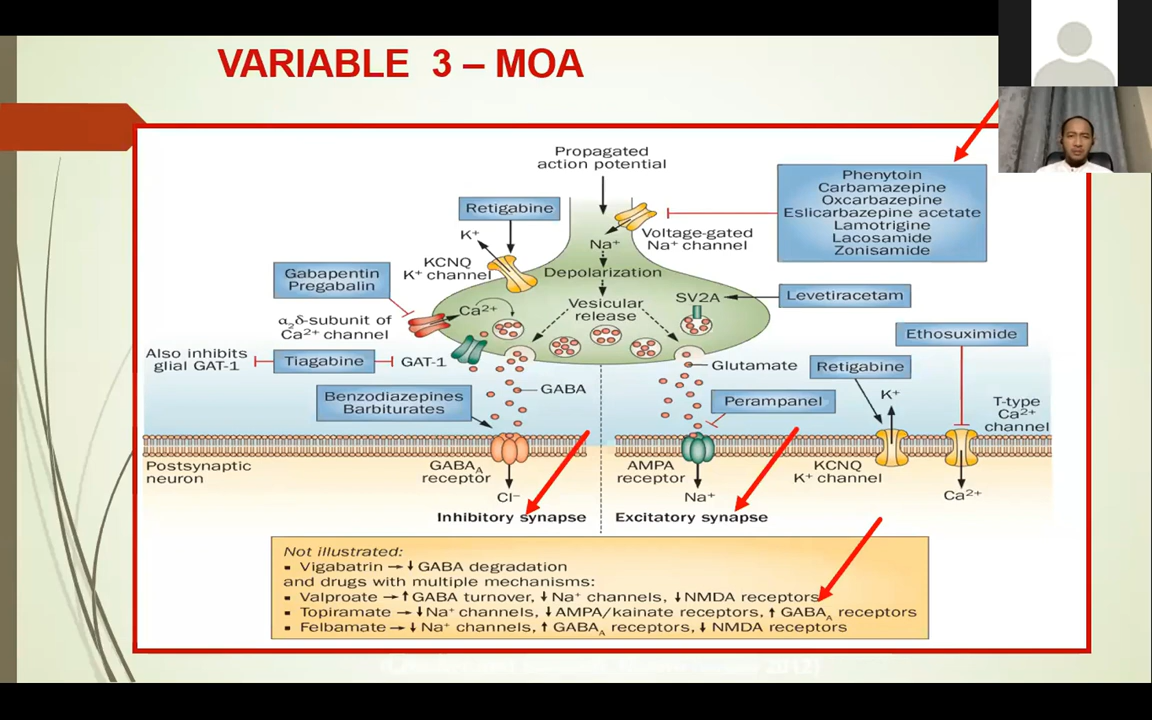 VARIABLE 3 – MOA
Propagated
action potential
Retigabine
K⁺
KCNQ
K⁺ channel
Na⁺
Voltage-gated
Na⁺ channel
Phenytoin
Carbamazepine
Oxcarbazepine
Eslicarbazepine acetate
Lamotrigine
Lacosamide
Zonisamide
Depolarization
Gabapentin
Pregabalin
Ca²⁺
Vesicular
release
SV2A
Levetiracetam
α₂δ-subunit of
Ca²⁺ channel
Also inhibits
glial GAT-1
Tiagabine
GAT-1
Glutamate
Ethosuximide
Retigabine
K⁺
GABA
Benzodiazepines
Barbiturates
Perampanel
T-type
Ca²⁺
channel
Postsynaptic
neuron
GABA_A
receptor
Cl⁻
AMPA
receptor
Na⁺
KCNQ
K⁺ channel
Ca²⁺
Inhibitory synapse
Excitatory synapse
Not illustrated:
▪ Vigabatrin → ↓ GABA degradation
and drugs with multiple mechanisms:
▪ Valproate → ↑ GABA turnover, ↓ Na⁺ channels, ↓ NMDA receptors
▪ Topiramate → ↓ Na⁺ channels, ↓ AMPA/kainate receptors, ↑ GABA_A receptors
▪ Felbamate → ↓ Na⁺ channels, ↑ GABA_A receptors, ↓ NMDA receptors